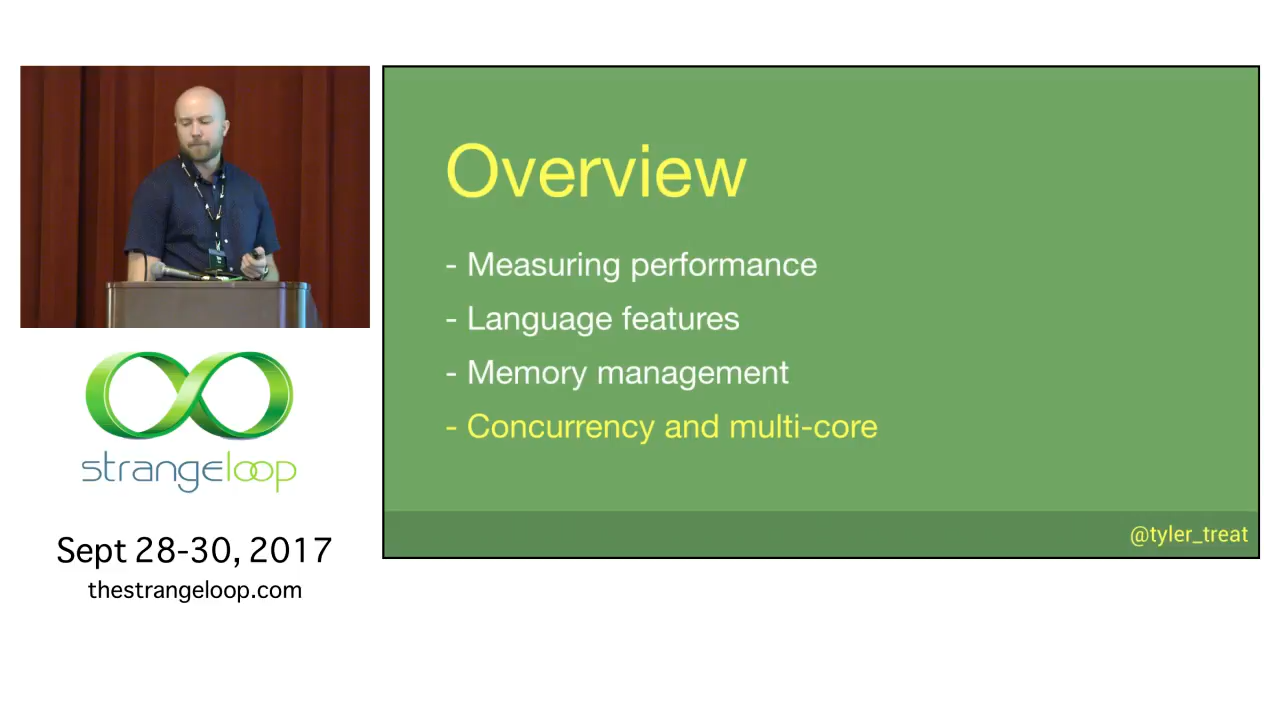 strangeloop
Sept 28-30, 2017
thestrangeloop.com
Overview
- Measuring performance
- Language features
- Memory management
- Concurrency and multi-core
@tyler_treat